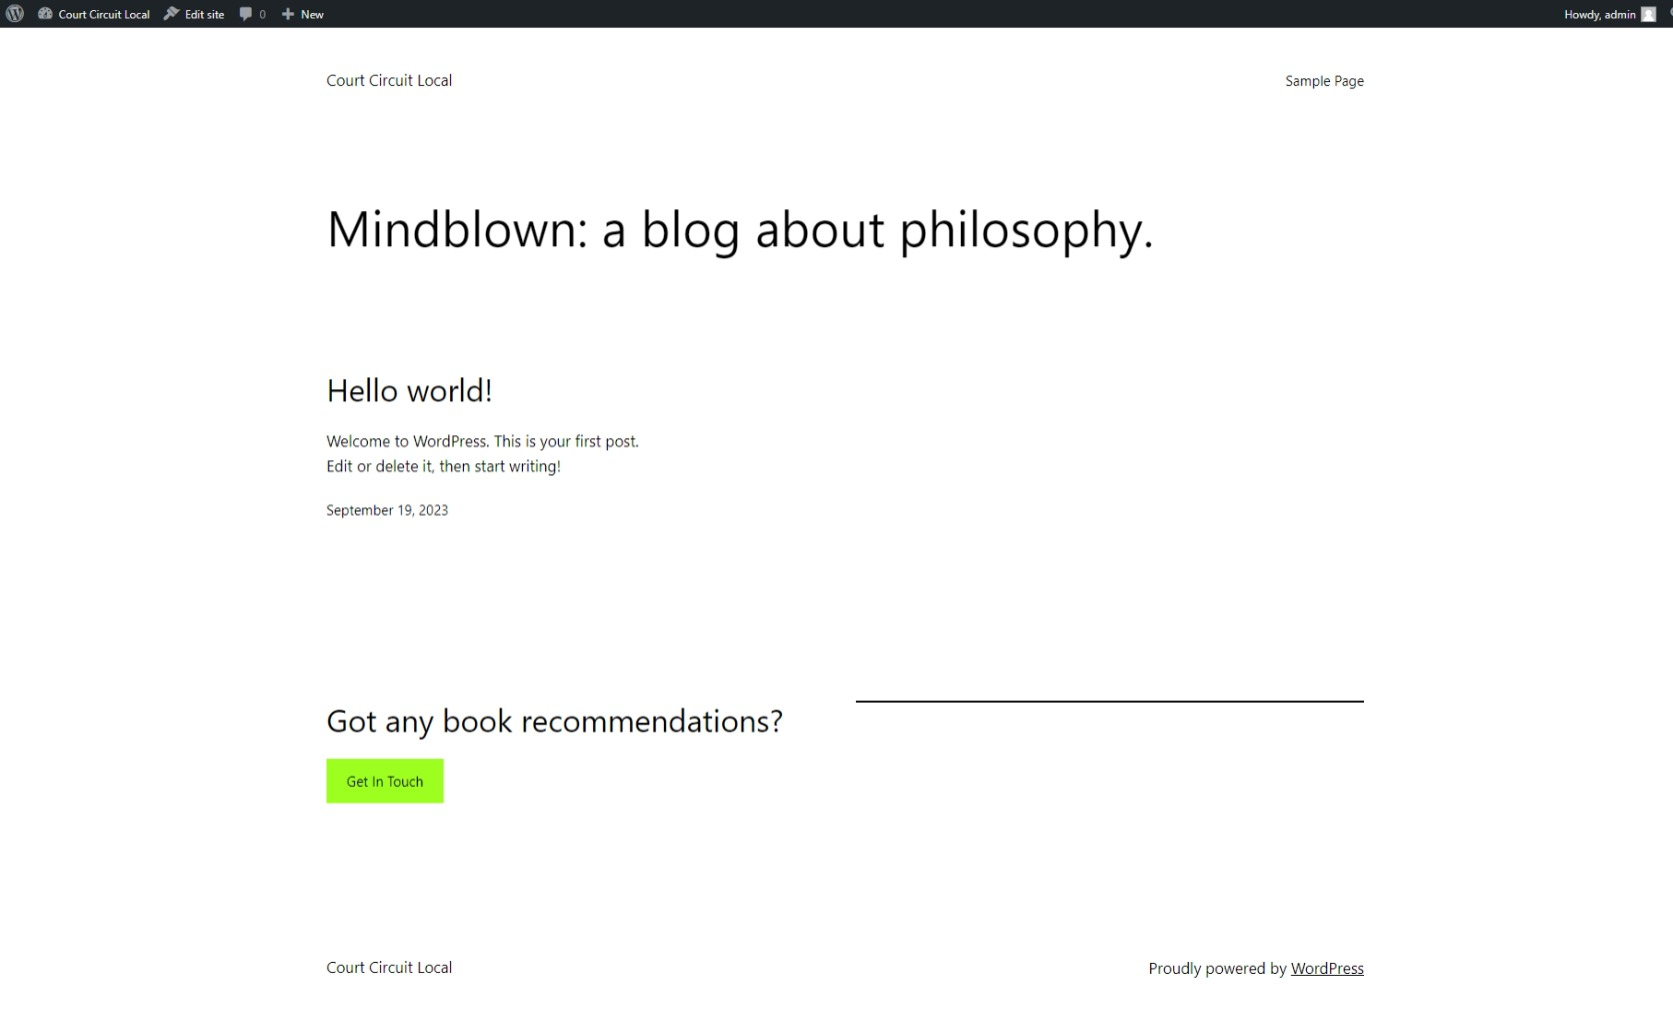 Court Circuit Local Edit site 0 New Howdy, admin
Court Circuit Local Sample Page
Mindblown: a blog about philosophy.
Hello world!
Welcome to WordPress. This is your first post.
Edit or delete it, then start writing!
September 19, 2023
Got any book recommendations?
Get In Touch
Court Circuit Local Proudly powered by WordPress